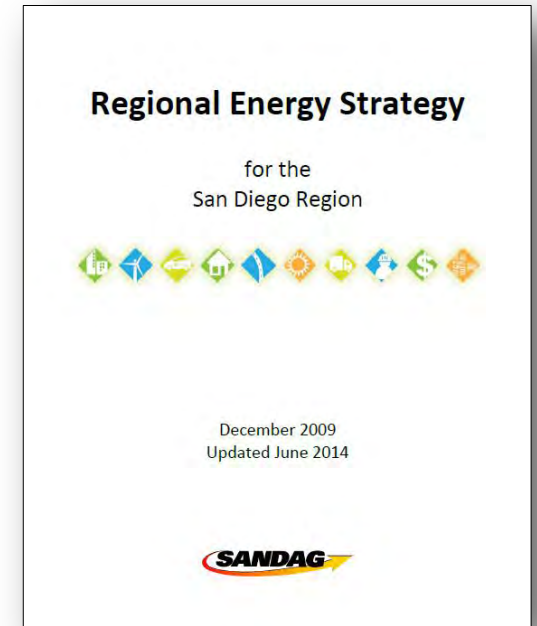 Regional Energy Strategy
for the
San Diego Region
$
December 2009
Updated June 2014
SANDAG